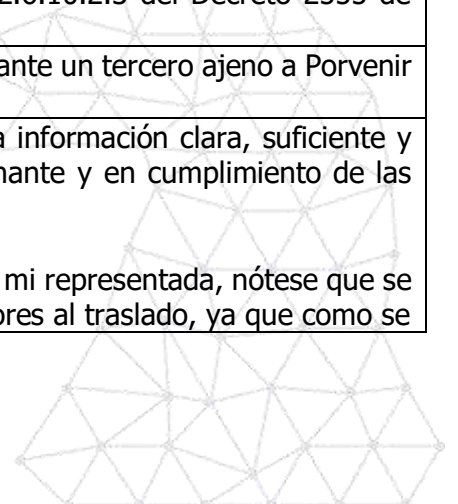 2.6.10.2.3 del Decreto 2555 de
ante un tercero ajeno a Porvenir
a información clara, suficiente y
nante y en cumplimiento de las
mi representada, nótese que se
ores al traslado, ya que como se